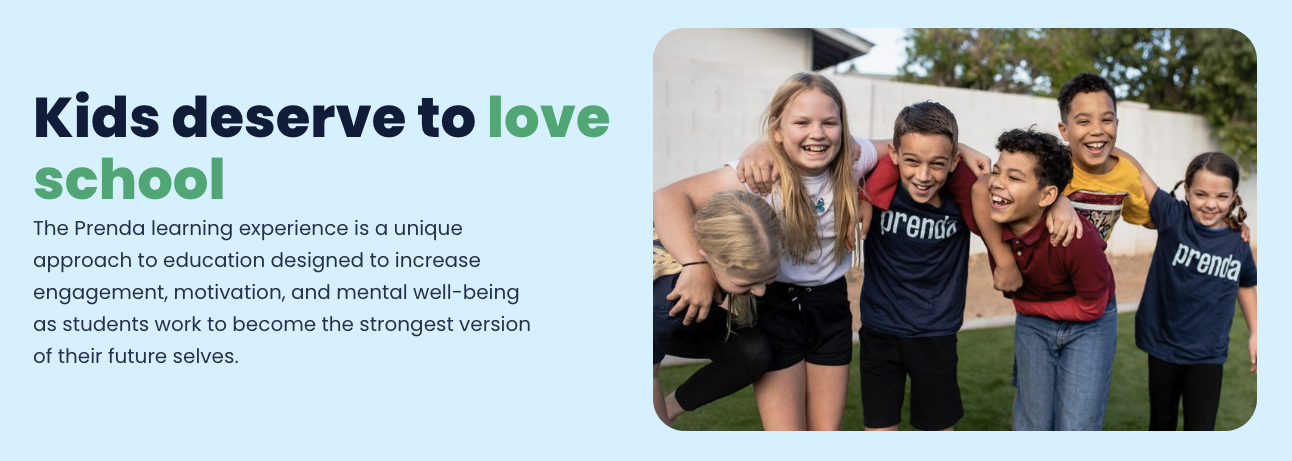 Kids deserve to love
school
The Prenda learning experience is a unique
approach to education designed to increase
engagement, motivation, and mental well-being
as students work to become the strongest version
of their future selves.
prenda
prenda